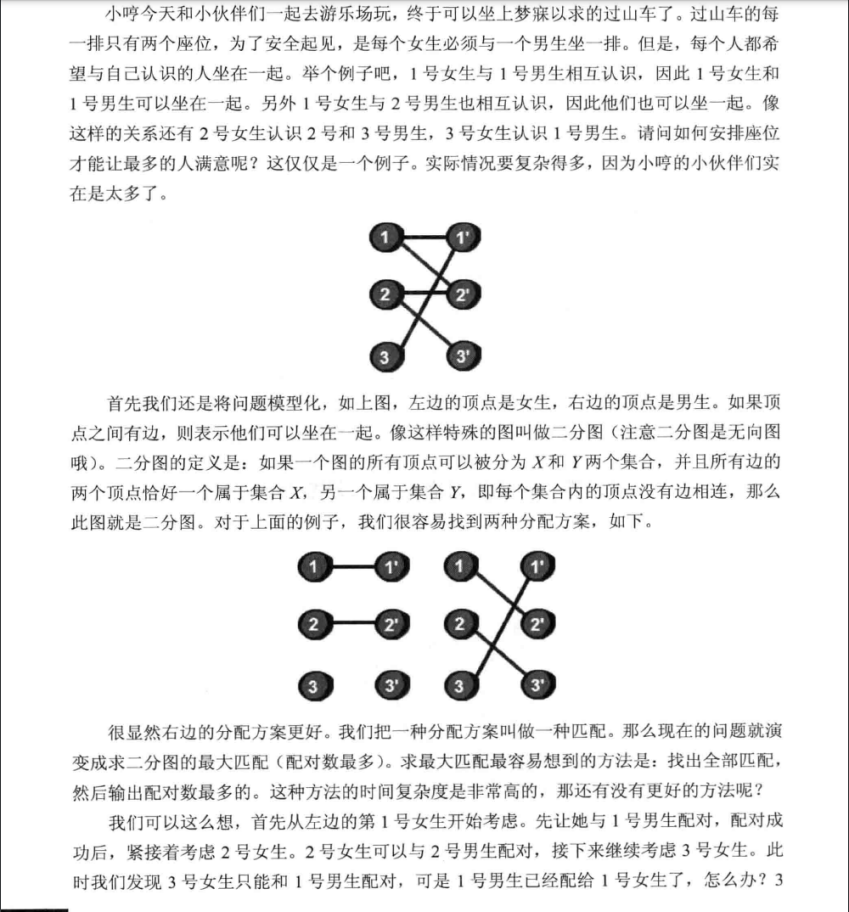 小哼今天和小伙伴们一起去游乐场玩，终于可以坐上梦寐以求的过山车了。过山车的每
一排只有两个座位，为了安全起见，是每个女生必须与一个男生坐一排。但是，每个人都希
望与自己认识的人坐在一起。举个例子吧，1号女生与1号男生相互认识，因此1号女生和
1号男生可以坐在一起。另外1号女生与2号男生也相互认识，因此他们也可以坐一起。像
这样的关系还有2号女生认识2号和3号男生，3号女生认识1号男生。请问如何安排座位
才能让最多的人满意呢？这仅仅是一个例子。实际情况要复杂得多，因为小哼的小伙伴们实
在是太多了。
1 1'
2 2'
3 3'
首先我们还是将问题模型化，如上图，左边的顶点是女生，右边的顶点是男生。如果顶
点之间有边，则表示他们可以坐在一起。像这样特殊的图叫做二分图（注意二分图是无向图
哦）。二分图的定义是：如果一个图的所有顶点可以被分为X和Y两个集合，并且所有边的
两个顶点恰好一个属于集合X，另一个属于集合Y，即每个集合内的顶点没有边相连，那么
此图就是二分图。对于上面的例子，我们很容易找到两种分配方案，如下。
1 1' 1 1'
2 2' 2 2'
3 3' 3 3'
很显然右边的分配方案更好。我们把一种分配方案叫做一种匹配。那么现在的问题就演
变成求二分图的最大匹配（配对数最多）。求最大匹配最容易想到的方法是：找出全部匹配，
然后输出配对数最多的。这种方法的时间复杂度是非常高的，那还有没有更好的方法呢？
我们可以这么想，首先从左边的第1号女生开始考虑。先让她与1号男生配对，配对成
功后，紧接着考虑2号女生。2号女生可以与2号男生配对，接下来继续考虑3号女生。此
时我们发现3号女生只能和1号男生配对，可是1号男生已经配给1号女生了，怎么办？3